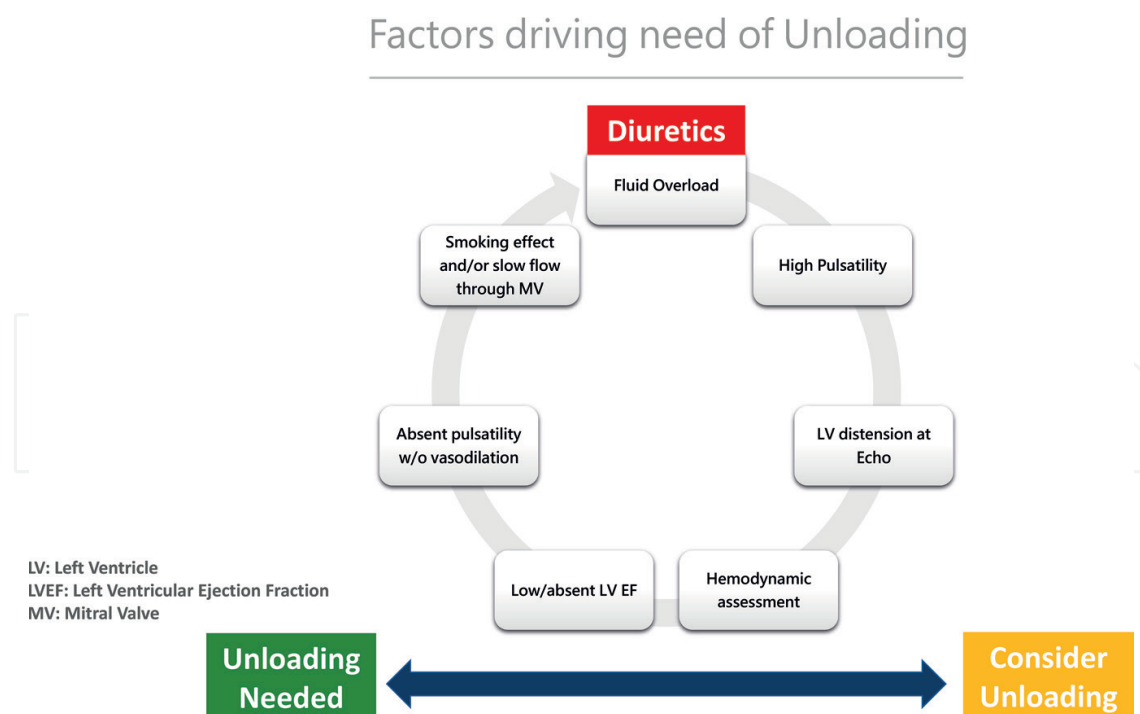 Factors driving need of Unloading
Diuretics
Fluid Overload
High Pulsatility
LV distension at
Echo
Hemodynamic
assessment
Low/absent LV EF
Absent pulsatility
w/o vasodilation
Smoking effect
and/or slow flow
through MV
LV: Left Ventricle
LVEF: Left Ventricular Ejection Fraction
MV: Mitral Valve
Unloading
Needed
Consider
Unloading